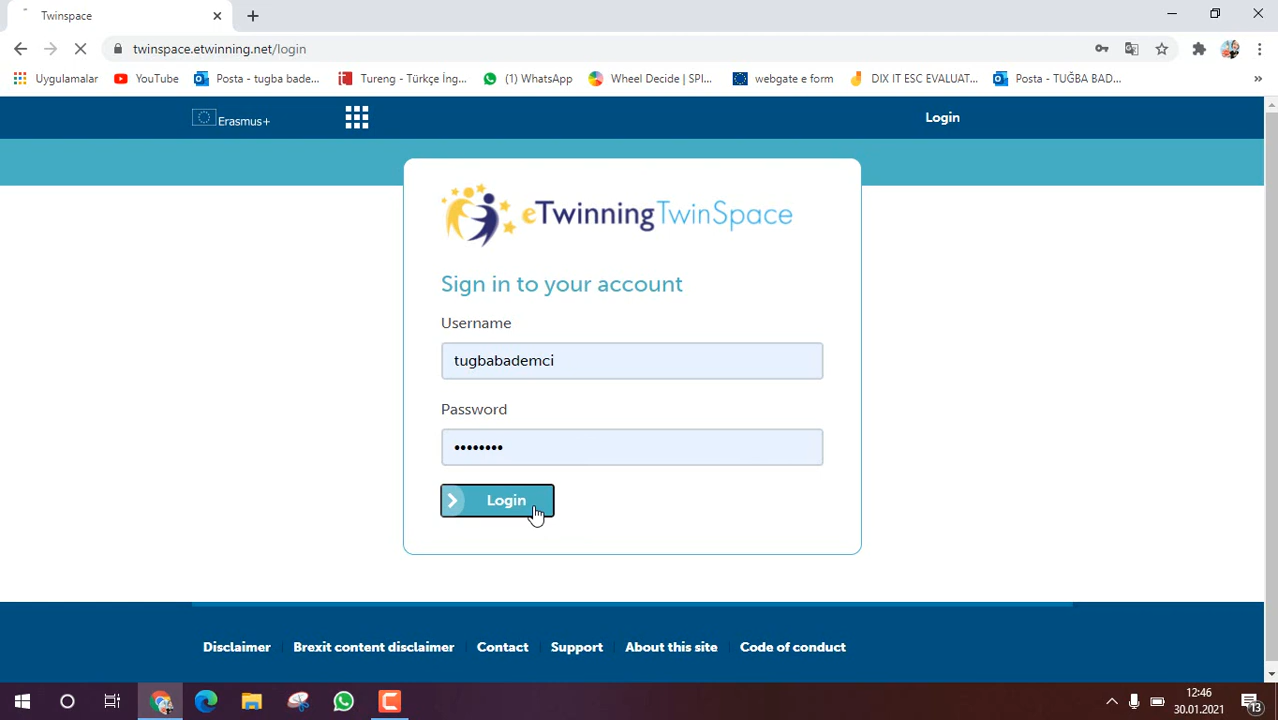 Twinspace
twinspace.etwinning.net/login
Uygulamalar
YouTube
Posta - tugba bade...
Tureng - Türkçe İng...
(1) WhatsApp
Wheel Decide | SPI...
webgate e form
DIX IT ESC EVALUAT...
Posta - TUĞBA BAD...
»
Erasmus+
Login
eTwinningTwinSpace
Sign in to your account
Username
tugbabademci
Password
••••••••
Login
Disclaimer
Brexit content disclaimer
Contact
Support
About this site
Code of conduct
12:46
30.01.2021
13